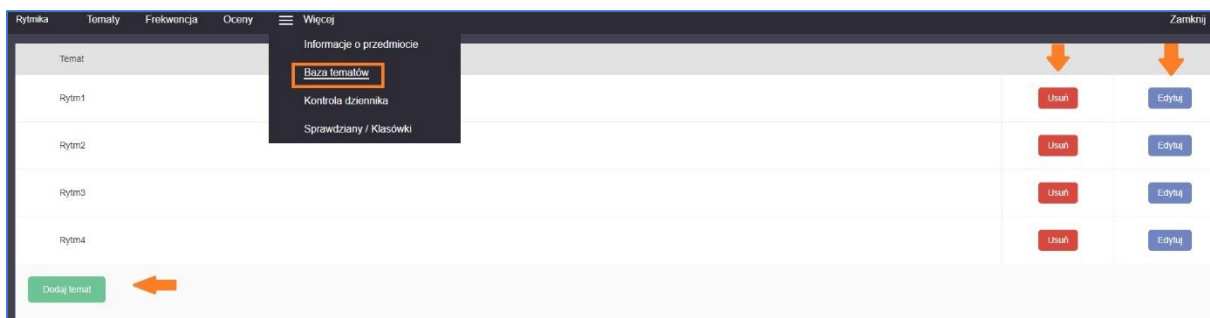 Rytmika Tematy Frekwencja Oceny Więcej Zamknij
Informacje o przedmiocie
Temat
Baza tematów
Rytm1 Kontrola dziennika Usuń Edytuj
Sprawdziany / Klasówki
Rytm2 Usuń Edytuj
Rytm3 Usuń Edytuj
Rytm4 Usuń Edytuj
Dodaj temat